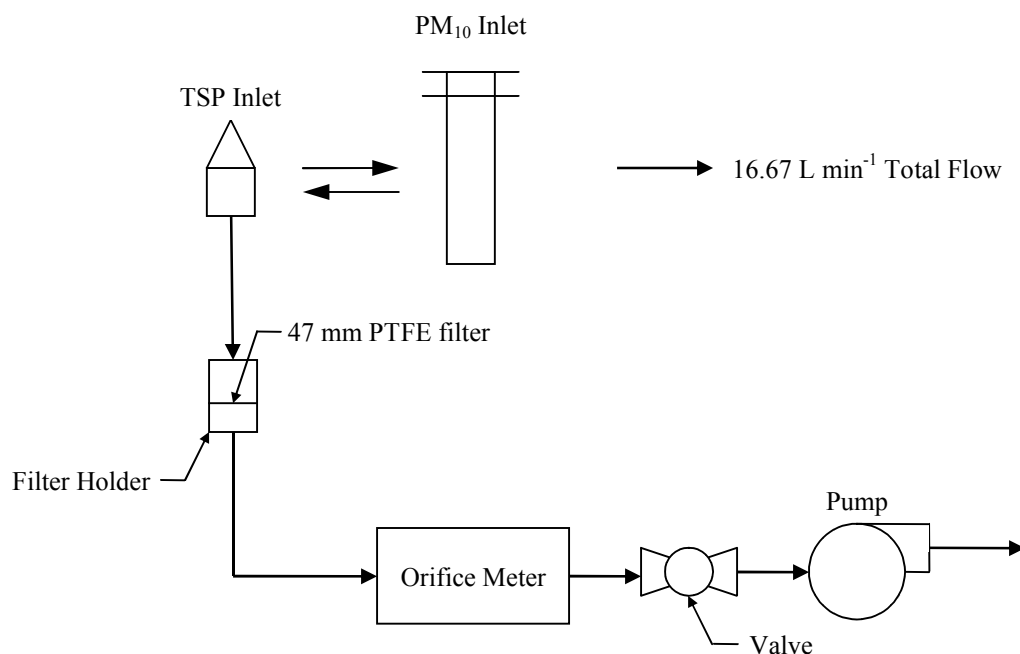 PM₁₀ Inlet
TSP Inlet
16.67 L min⁻¹ Total Flow
47 mm PTFE filter
Filter Holder
Pump
Orifice Meter
Valve